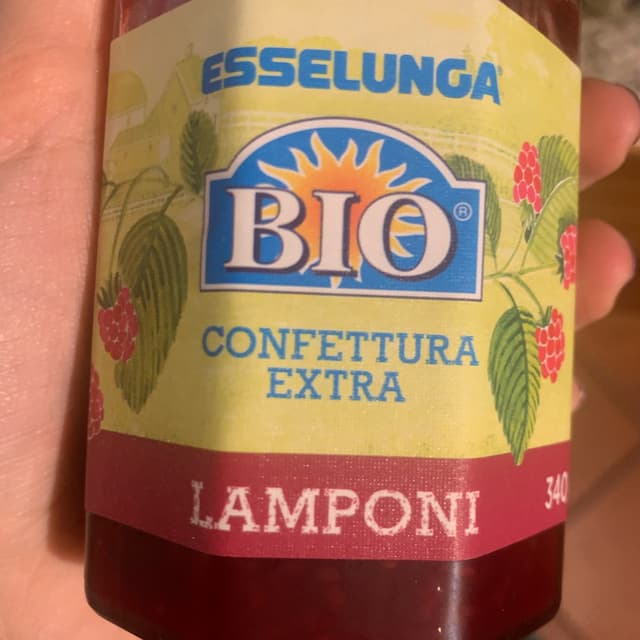 ESSELUNGA
BIO®
CONFETTURA
EXTRA
LAMPONI
340